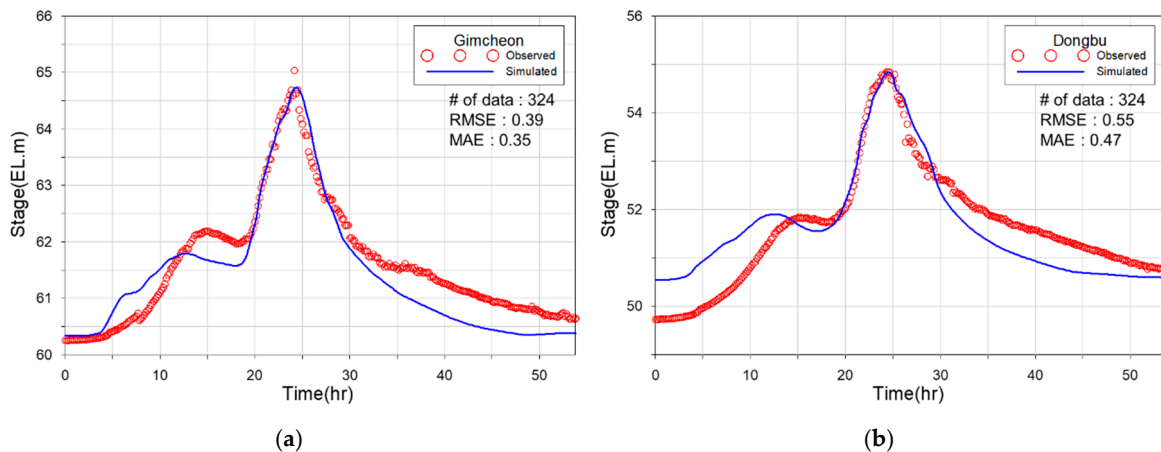 66
65
64
63
62
61
60
Stage(EL.m)
0
10
20
30
40
50
Time(hr)
Gimcheon
Observed
Simulated
# of data : 324
RMSE : 0.39
MAE : 0.35
(a)
56
54
52
50
Stage(EL.m)
0
10
20
30
40
50
Time(hr)
Dongbu
Observed
Simulated
# of data : 324
RMSE : 0.55
MAE : 0.47
(b)